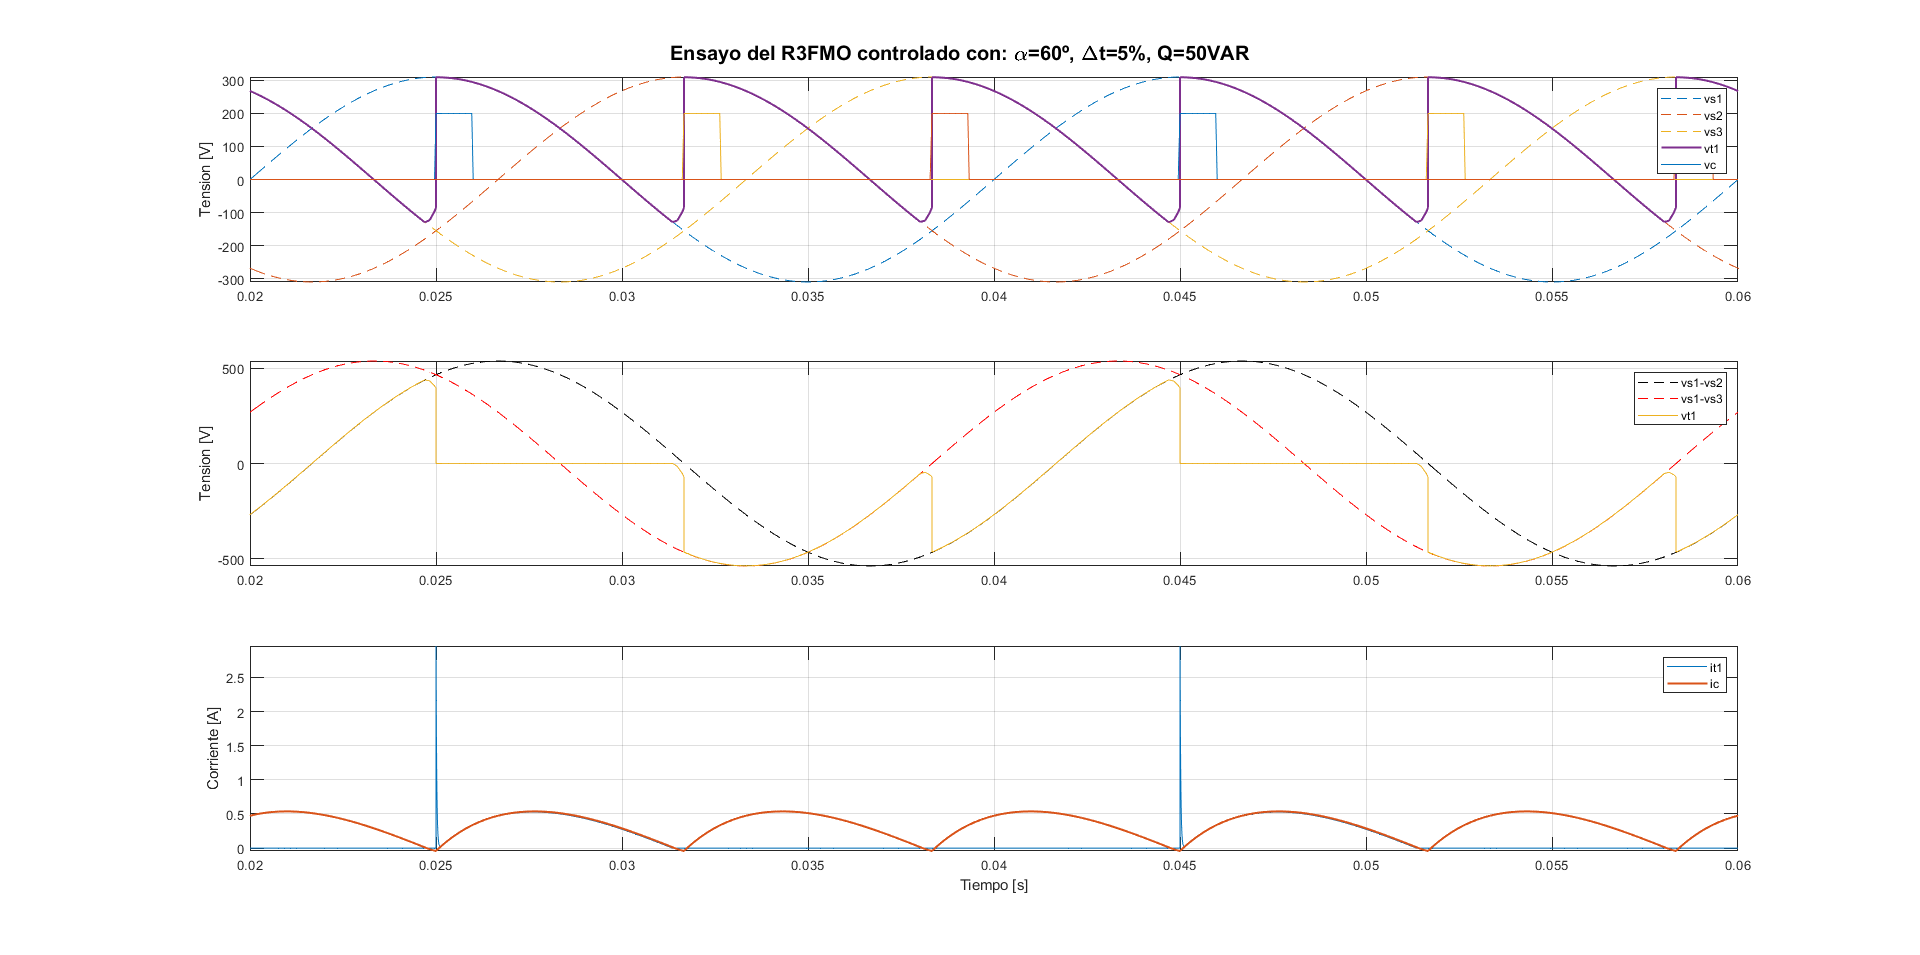 Ensayo del R3FMO controlado con: α=60º, Δt=5%, Q=50VAR
Tension [V]
300
200
100
0
-100
-200
-300
0.02 0.025 0.03 0.035 0.04 0.045 0.05 0.055 0.06
vs1
vs2
vs3
vt1
vc
Tension [V]
500
0
-500
0.02 0.025 0.03 0.035 0.04 0.045 0.05 0.055 0.06
vs1-vs2
vs1-vs3
vt1
Corriente [A]
2.5
2
1.5
1
0.5
0
0.02 0.025 0.03 0.035 0.04 0.045 0.05 0.055 0.06
it1
ic
Tiempo [s]